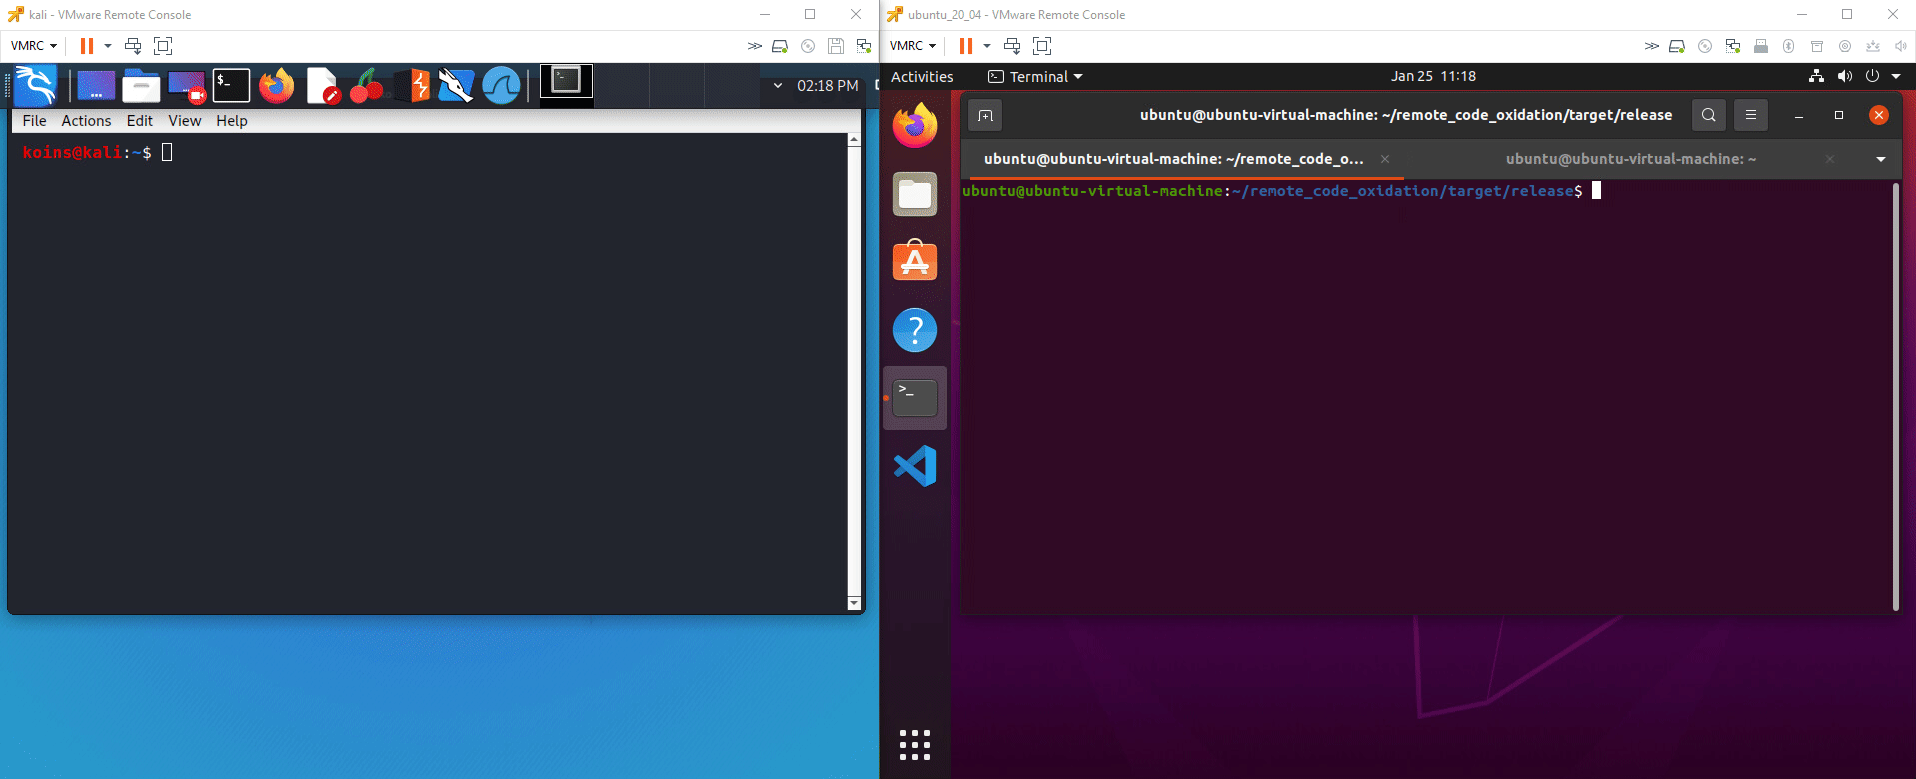 kali - VMware Remote Console
VMRC
$_
02:18 PM
File Actions Edit View Help
koins@kali:~$
ubuntu_20_04 - VMware Remote Console
VMRC
Activities Terminal Jan 25 11:18
ubuntu@ubuntu-virtual-machine: ~/remote_code_oxidation/target/release
ubuntu@ubuntu-virtual-machine: ~/remote_code_o... ubuntu@ubuntu-virtual-machine: ~
ubuntu@ubuntu-virtual-machine:~/remote_code_oxidation/target/release$
>_